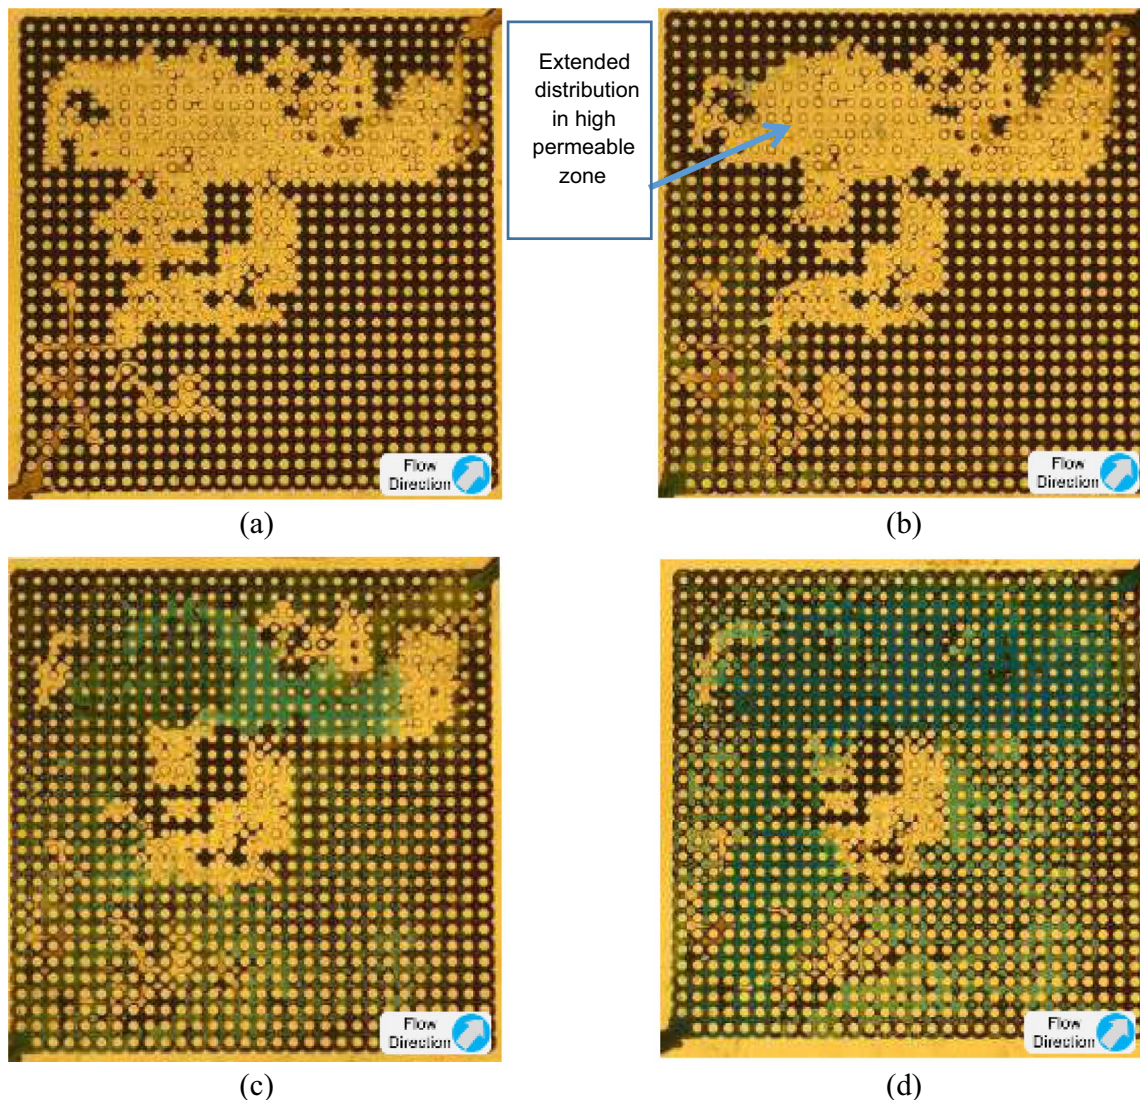 Extended
distribution
in high
permeable
zone
Flow
Direction
Flow
Direction
(a)
(b)
Flow
Direction
Flow
Direction
(c)
(d)